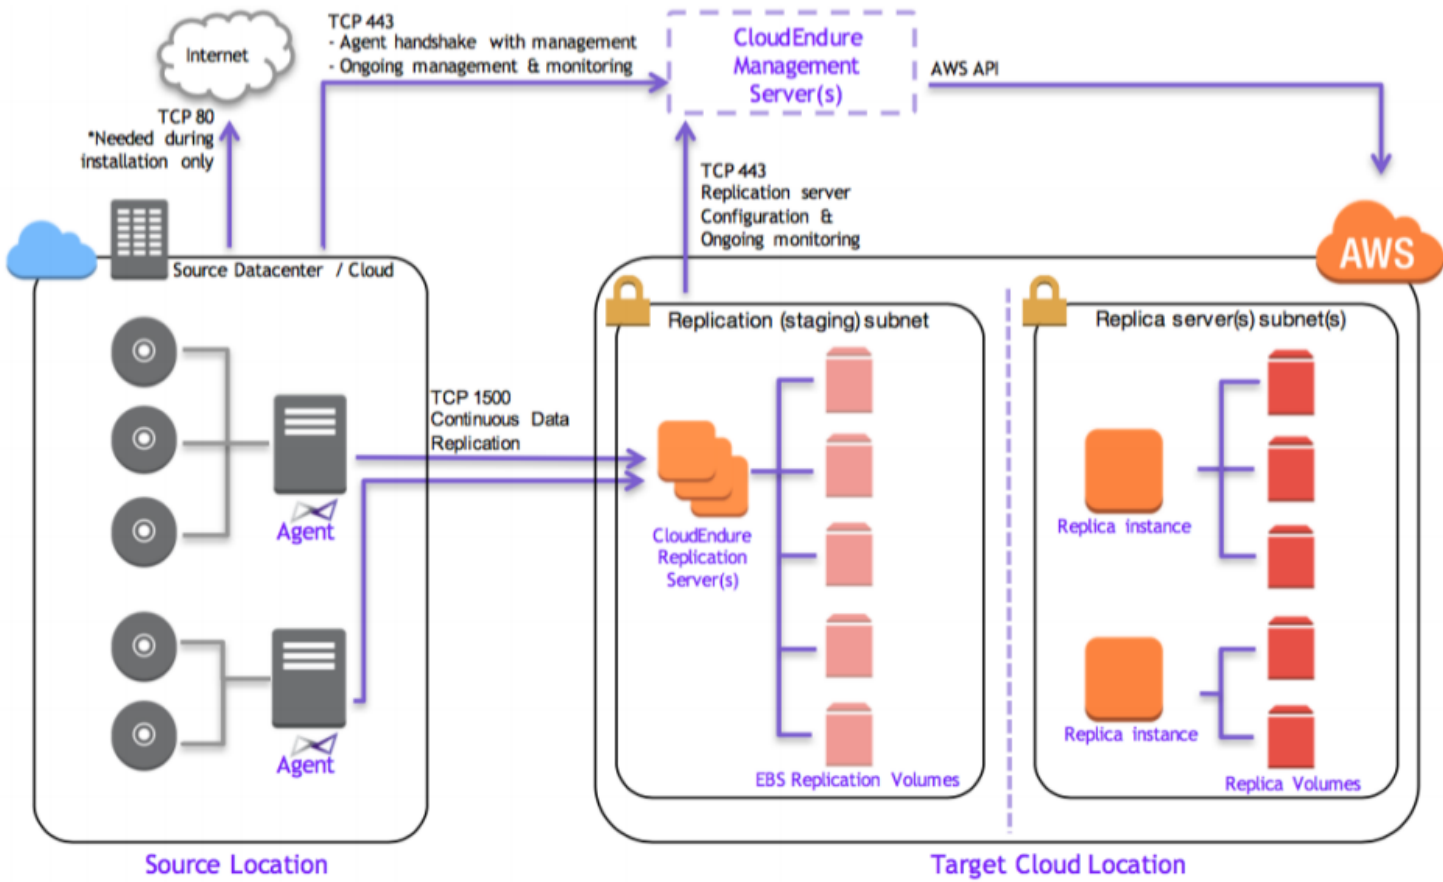 Internet
TCP 443
- Agent handshake with management
- Ongoing management & monitoring
CloudEndure
Management
Server(s)
AWS API
TCP 80
*Needed during
installation only
TCP 443
Replication server
Configuration &
Ongoing monitoring
AWS
Source Datacenter / Cloud
Replication (staging) subnet
Replica server(s) subnet(s)
TCP 1500
Continuous Data
Replication
Agent
CloudEndure
Replication
Server(s)
Replica instance
Agent
Replica instance
EBS Replication Volumes
Replica Volumes
Source Location
Target Cloud Location